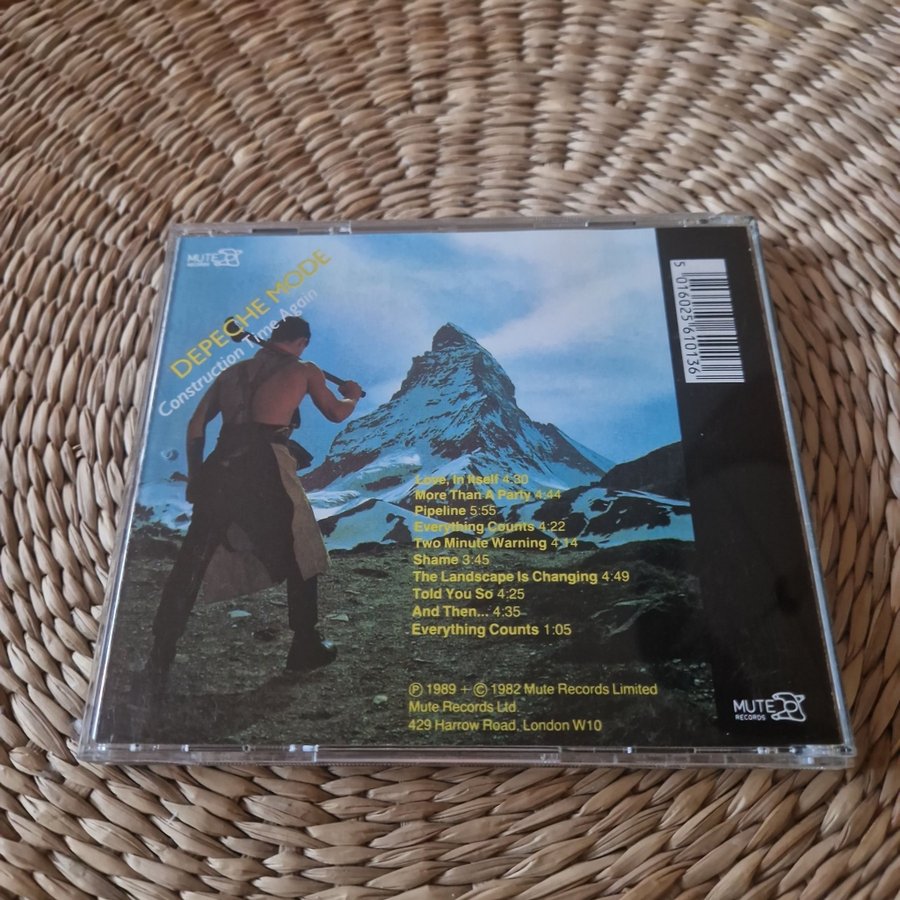 MUTE
RECORDS
DEPECHE MODE
Construction Time Again
5 016025 610136
Love, In Itself 4:30
More Than A Party 4:44
Pipeline 5:55
Everything Counts 4:22
Two Minute Warning 4:14
Shame 3:45
The Landscape Is Changing 4:49
Told You So 4:25
And Then... 4:35
Everything Counts 1:05
℗ 1989 + © 1982 Mute Records Limited
Mute Records Ltd.
429 Harrow Road, London W10
MUTE
RECORDS